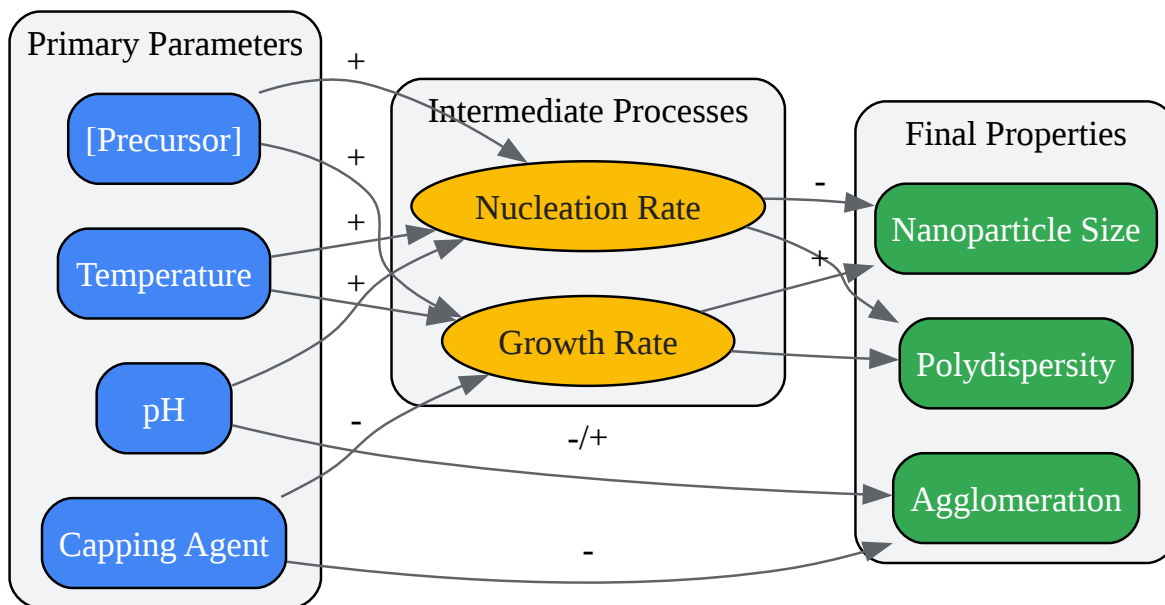 Primary Parameters
[Precursor]
Temperature
pH
Capping Agent
+
+
+
+
-
Intermediate Processes
Nucleation Rate
Growth Rate
-/+
-
-
+
Final Properties
Nanoparticle Size
Polydispersity
Agglomeration